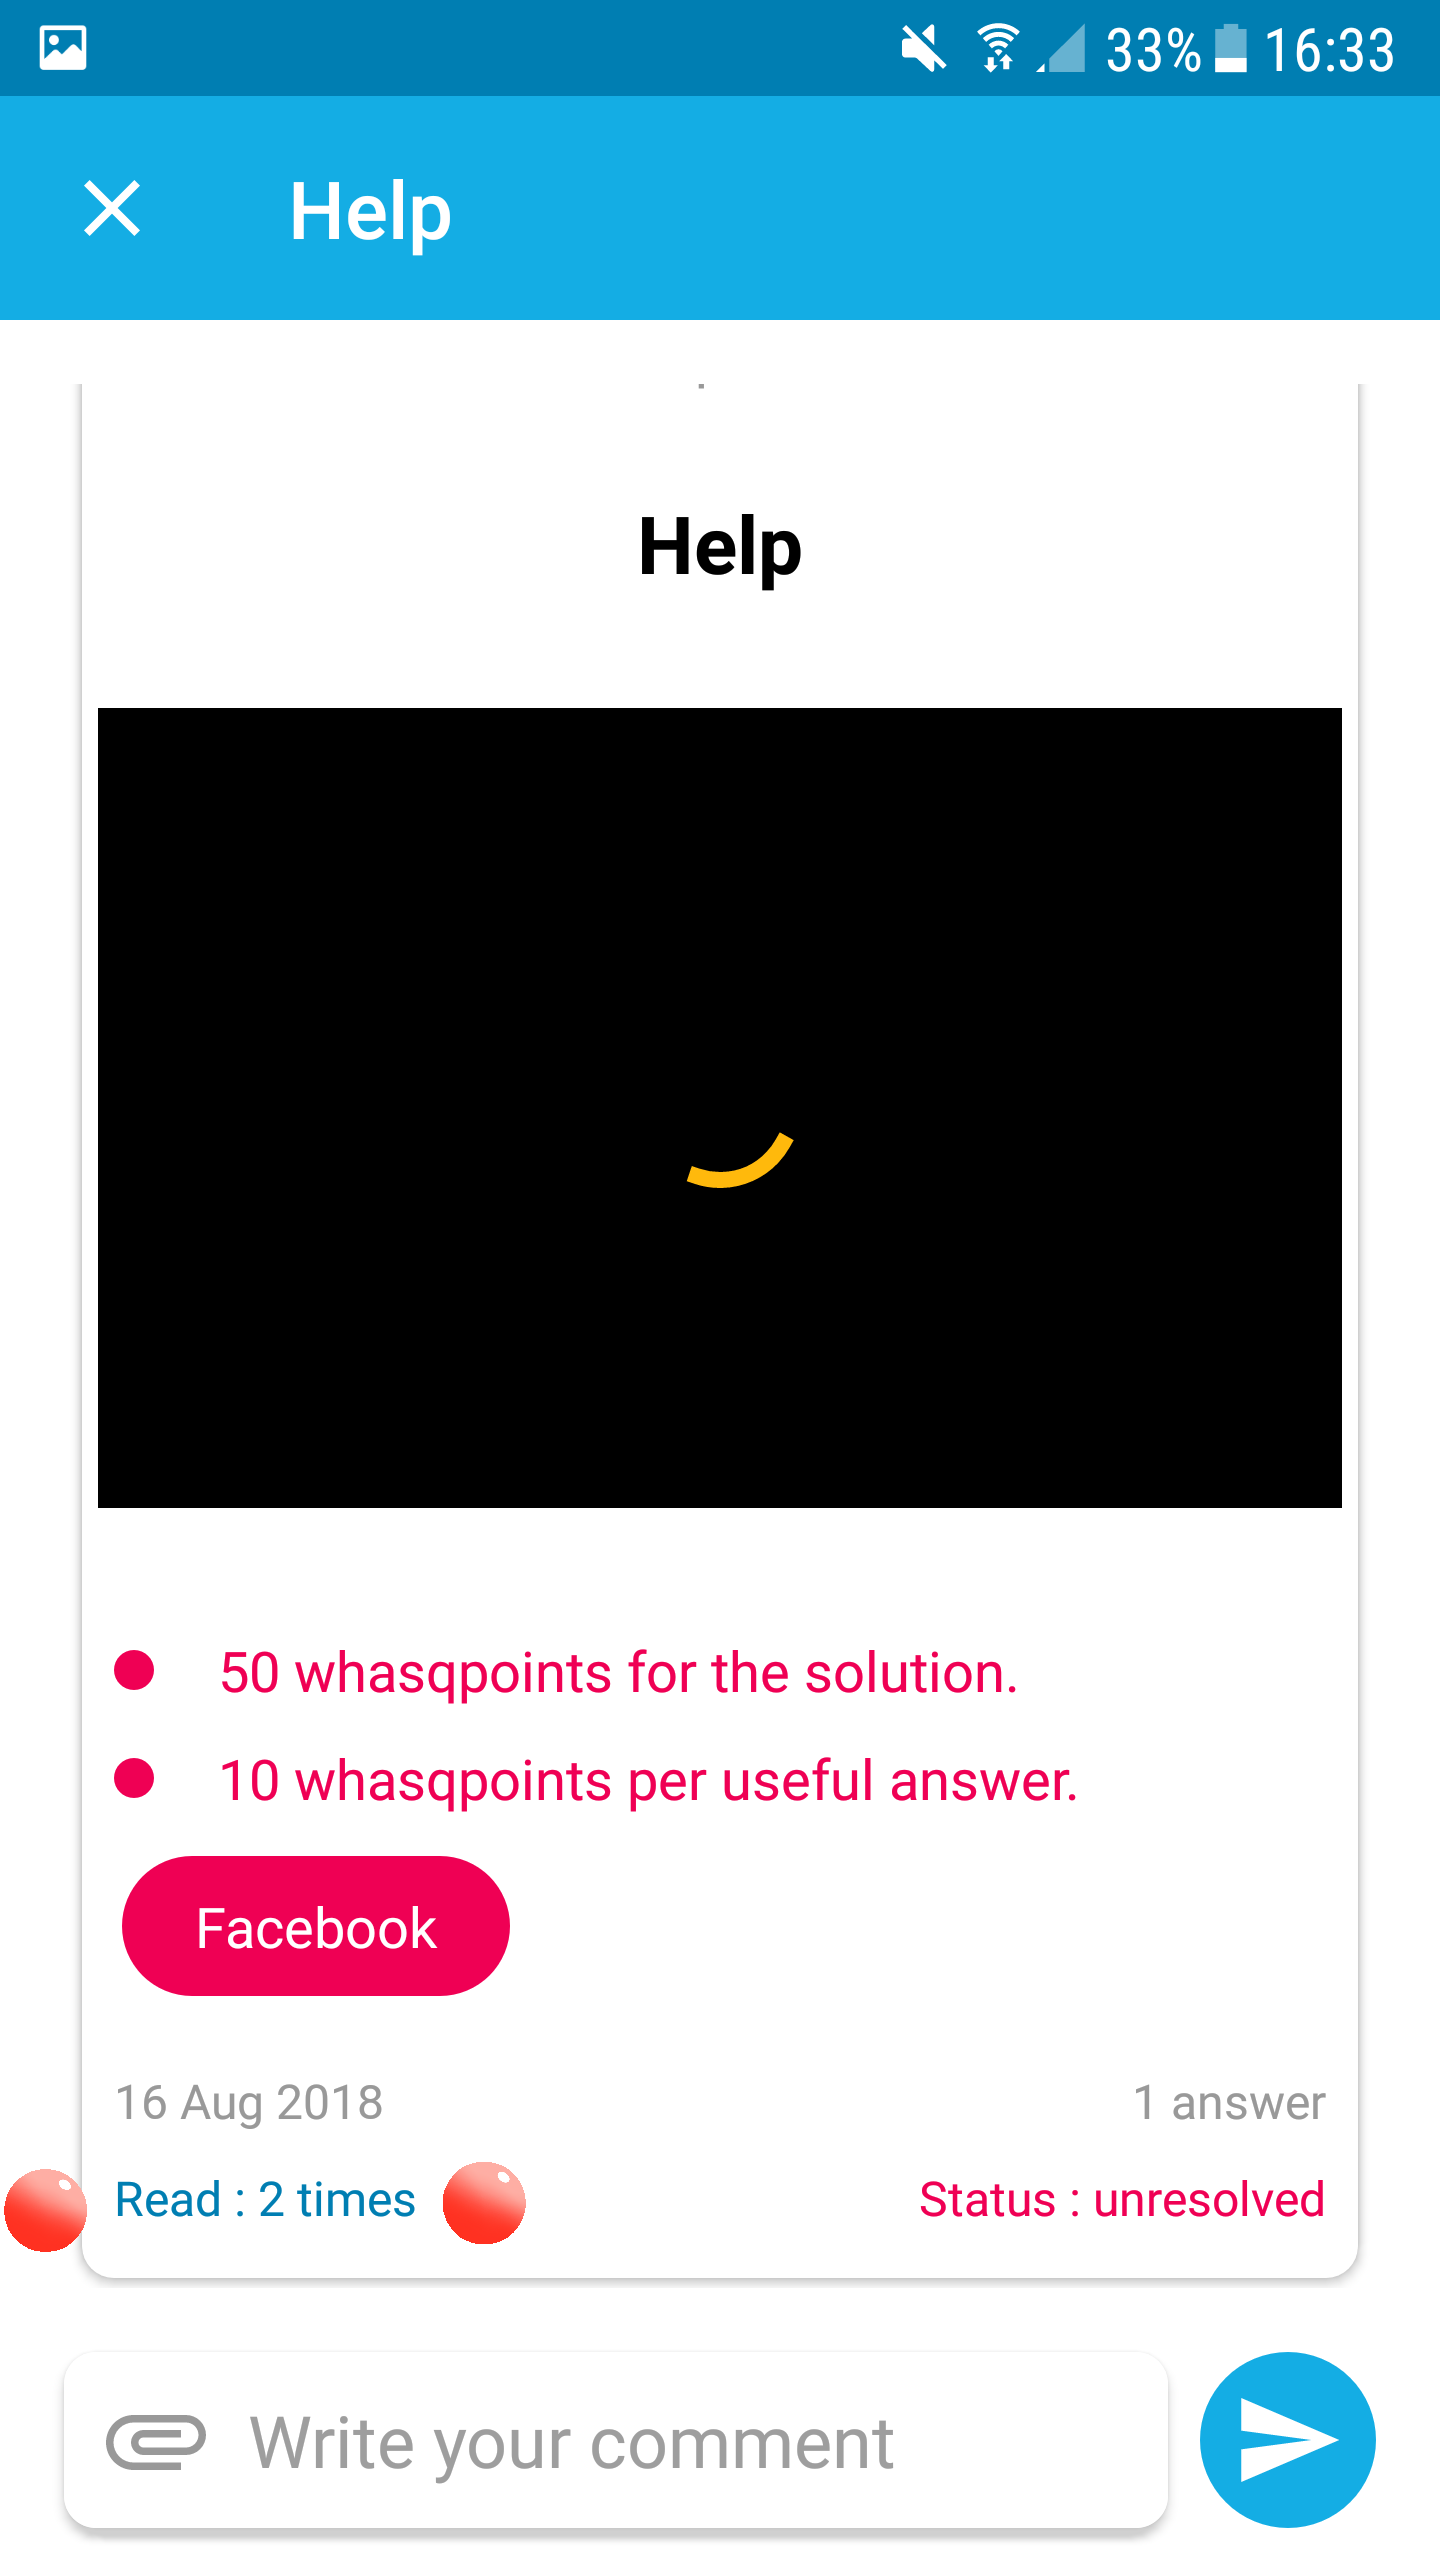 33% 16:33
Help
Help
50 whasqpoints for the solution.
10 whasqpoints per useful answer.
Facebook
16 Aug 2018 1 answer
Read : 2 times Status : unresolved
Write your comment